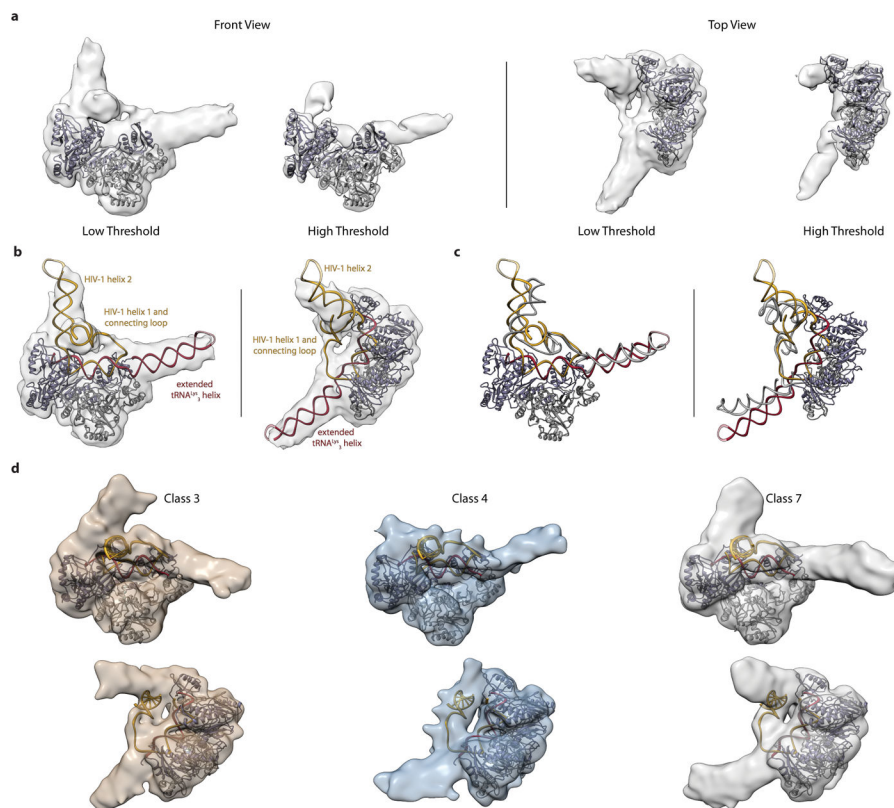 a
Front View
Top View
Low Threshold
High Threshold
Low Threshold
High Threshold
b
HIV-1 helix 2
HIV-1 helix 1 and
connecting loop
extended
tRNALys3 helix
HIV-1 helix 2
HIV-1 helix 1 and
connecting loop
extended
tRNALys3 helix
c
d
Class 3
Class 4
Class 7